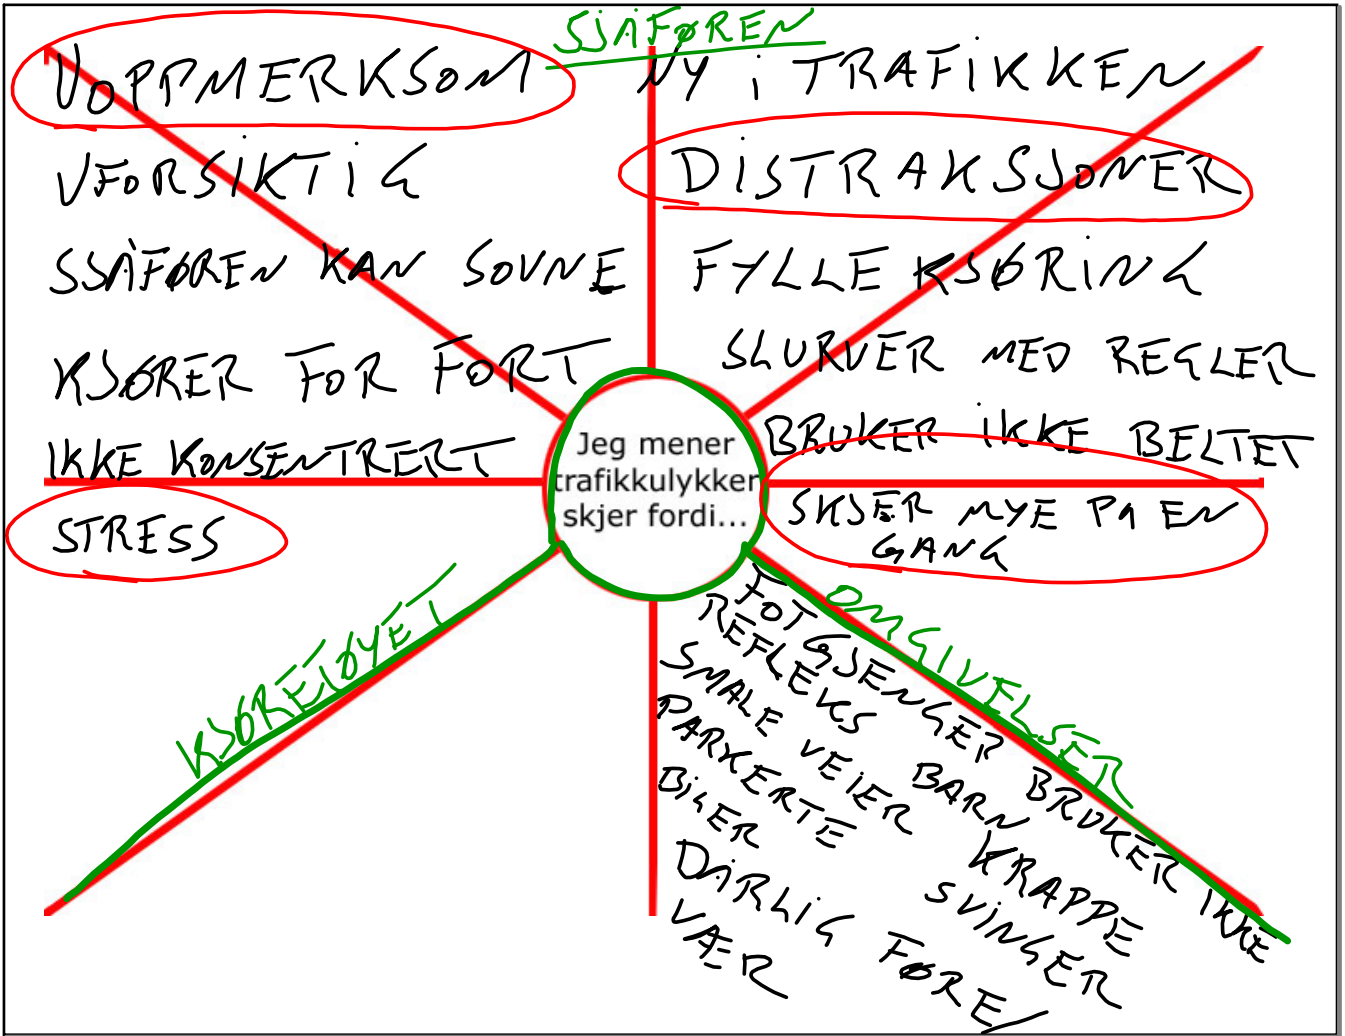 SJÅFØREN
UOPPMERKSOM
UFORSIKTIG
SJÅFØREN KAN SOVNE
KJØRER FOR FORT
IKKE KONSENTRERT
STRESS
NY i TRAFIKKEN
DISTRAKSJONER
FYLLEKJØRING
SLURVER MED REGLER
BRUKER IKKE BELTET
SKJER MYE PÅ EN
GANG
Jeg mener
trafikkulykker
skjer fordi...
KJØRETØYET
OMGIVELSER
FOTGJENGER BRUKER IKKE
REFLEKS BARN
SMALE VEIER KRAPPE
PARKERTE SVINGER
BILER
DÅRLIG FØRE/
VÆR